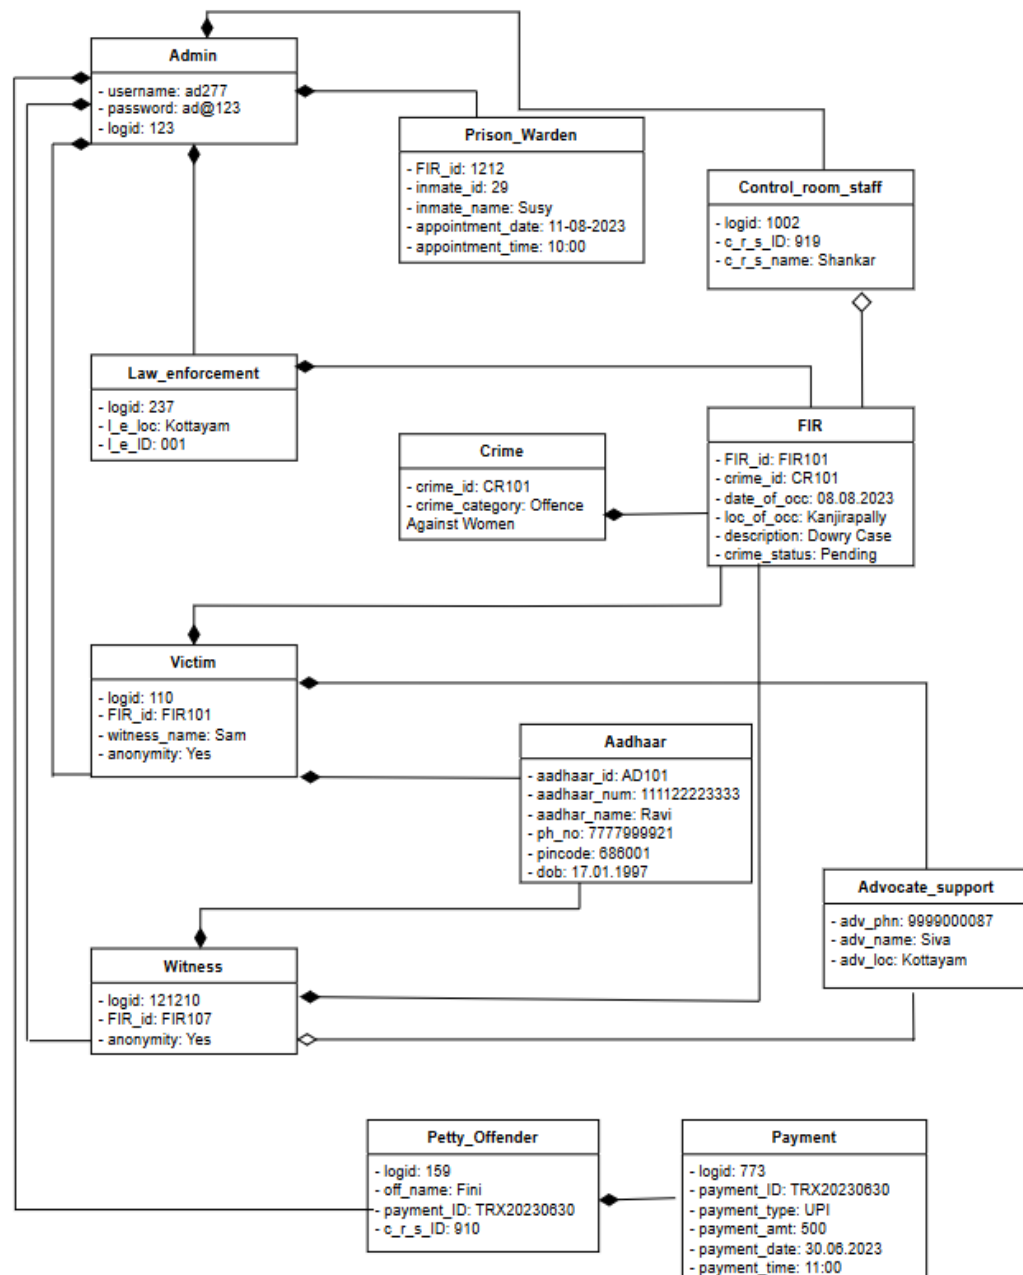 Admin
- username: ad277
- password: ad@123
- logid: 123
Prison_Warden
- FIR_id: 1212
- inmate_id: 29
- inmate_name: Susy
- appointment_date: 11-08-2023
- appointment_time: 10:00
Control_room_staff
- logid: 1002
- c_r_s_ID: 919
- c_r_s_name: Shankar
Law_enforcement
- logid: 237
- l_e_loc: Kottayam
- l_e_ID: 001
Crime
- crime_id: CR101
- crime_category: Offence
Against Women
FIR
- FIR_id: FIR101
- crime_id: CR101
- date_of_occ: 08.08.2023
- loc_of_occ: Kanjirapally
- description: Dowry Case
- crime_status: Pending
Victim
- logid: 110
- FIR_id: FIR101
- witness_name: Sam
- anonymity: Yes
Aadhaar
- aadhaar_id: AD101
- aadhaar_num: 111122223333
- aadhar_name: Ravi
- ph_no: 7777999921
- pincode: 686001
- dob: 17.01.1997
Advocate_support
- adv_phn: 9999000087
- adv_name: Siva
- adv_loc: Kottayam
Witness
- logid: 121210
- FIR_id: FIR107
- anonymity: Yes
Petty_Offender
- logid: 159
- off_name: Fini
- payment_ID: TRX20230630
- c_r_s_ID: 910
Payment
- logid: 773
- payment_ID: TRX20230630
- payment_type: UPI
- payment_amt: 500
- payment_date: 30.06.2023
- payment_time: 11:00